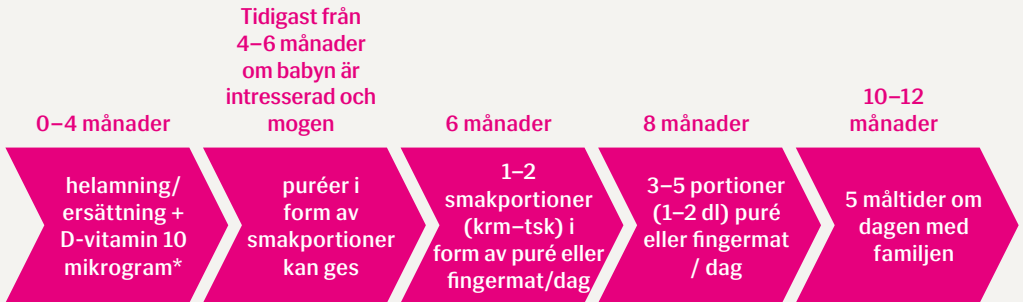 0–4 månader
Tidigast från
4–6 månader
om babyn är
intresserad och
mogen
6 månader
8 månader
10–12
månader
helamning/
ersättning +
D-vitamin 10
mikrogram*
puréer i
form av
smakportioner
kan ges
1–2
smakportioner
(krm–tsk) i
form av puré eller
fingermat/dag
3–5 portioner
(1–2 dl) puré
eller fingermat
/ dag
5 måltider om
dagen med
familjen